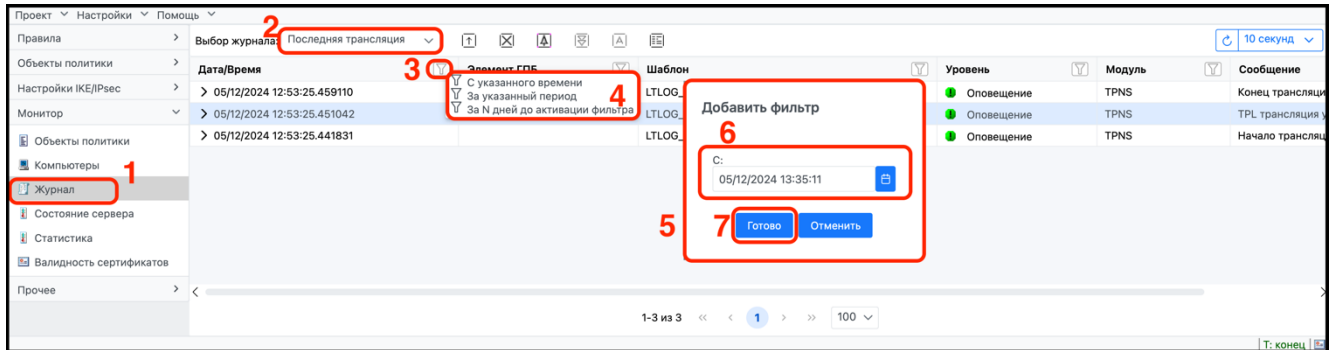 Проект Настройки Помощь
Правила
Объекты политики
Настройки IKE/IPsec
Монитор
Объекты политики
Компьютеры
1
Журнал
Состояние сервера
Статистика
Валидность сертификатов
Прочее
2
Выбор журнала: Последняя трансляция
10 секунд
3
Дата/Время Элемент ГПБ Шаблон Уровень Модуль Сообщение
05/12/2024 12:53:25.459110 LTLOG_ Оповещение TPNS Конец трансляци
05/12/2024 12:53:25.451042 LTLOG_ Оповещение TPNS TPL трансляция у
05/12/2024 12:53:25.441831 LTLOG_ Оповещение TPNS Начало трансляц
С указанного времени
За указанный период
За N дней до активации фильтра
4
Добавить фильтр
6
С:
05/12/2024 13:35:11
5
7
Готово Отменить
1-3 из 3 << < 1 > >> 100
Т: конец